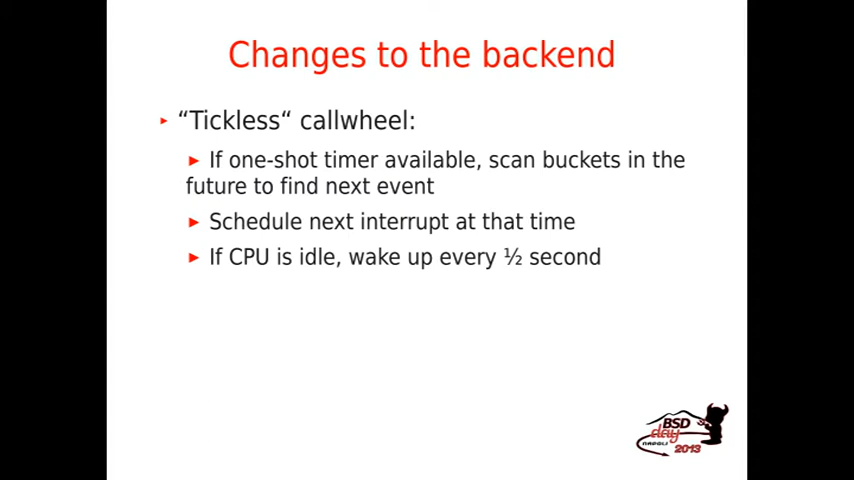 Changes to the backend
▸ “Tickless“ callwheel:
► If one-shot timer available, scan buckets in the
future to find next event
► Schedule next interrupt at that time
► If CPU is idle, wake up every ½ second
BSD
day
NAPOLI
2013